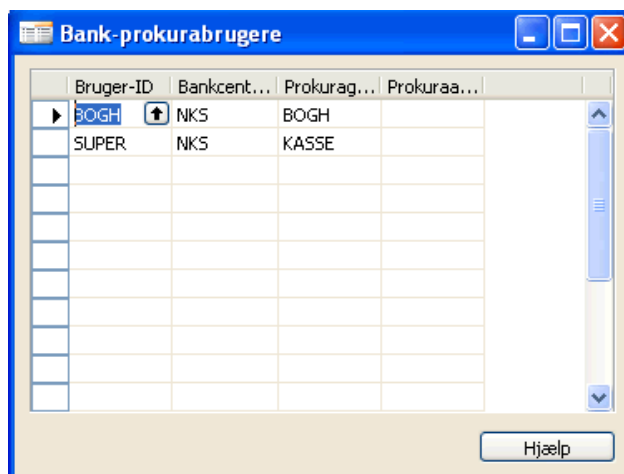 Bank-prokurabrugere
Bruger-ID Bankcent... Prokurag... Prokuraa...
BOGH NKS BOGH
SUPER NKS KASSE
Hjælp